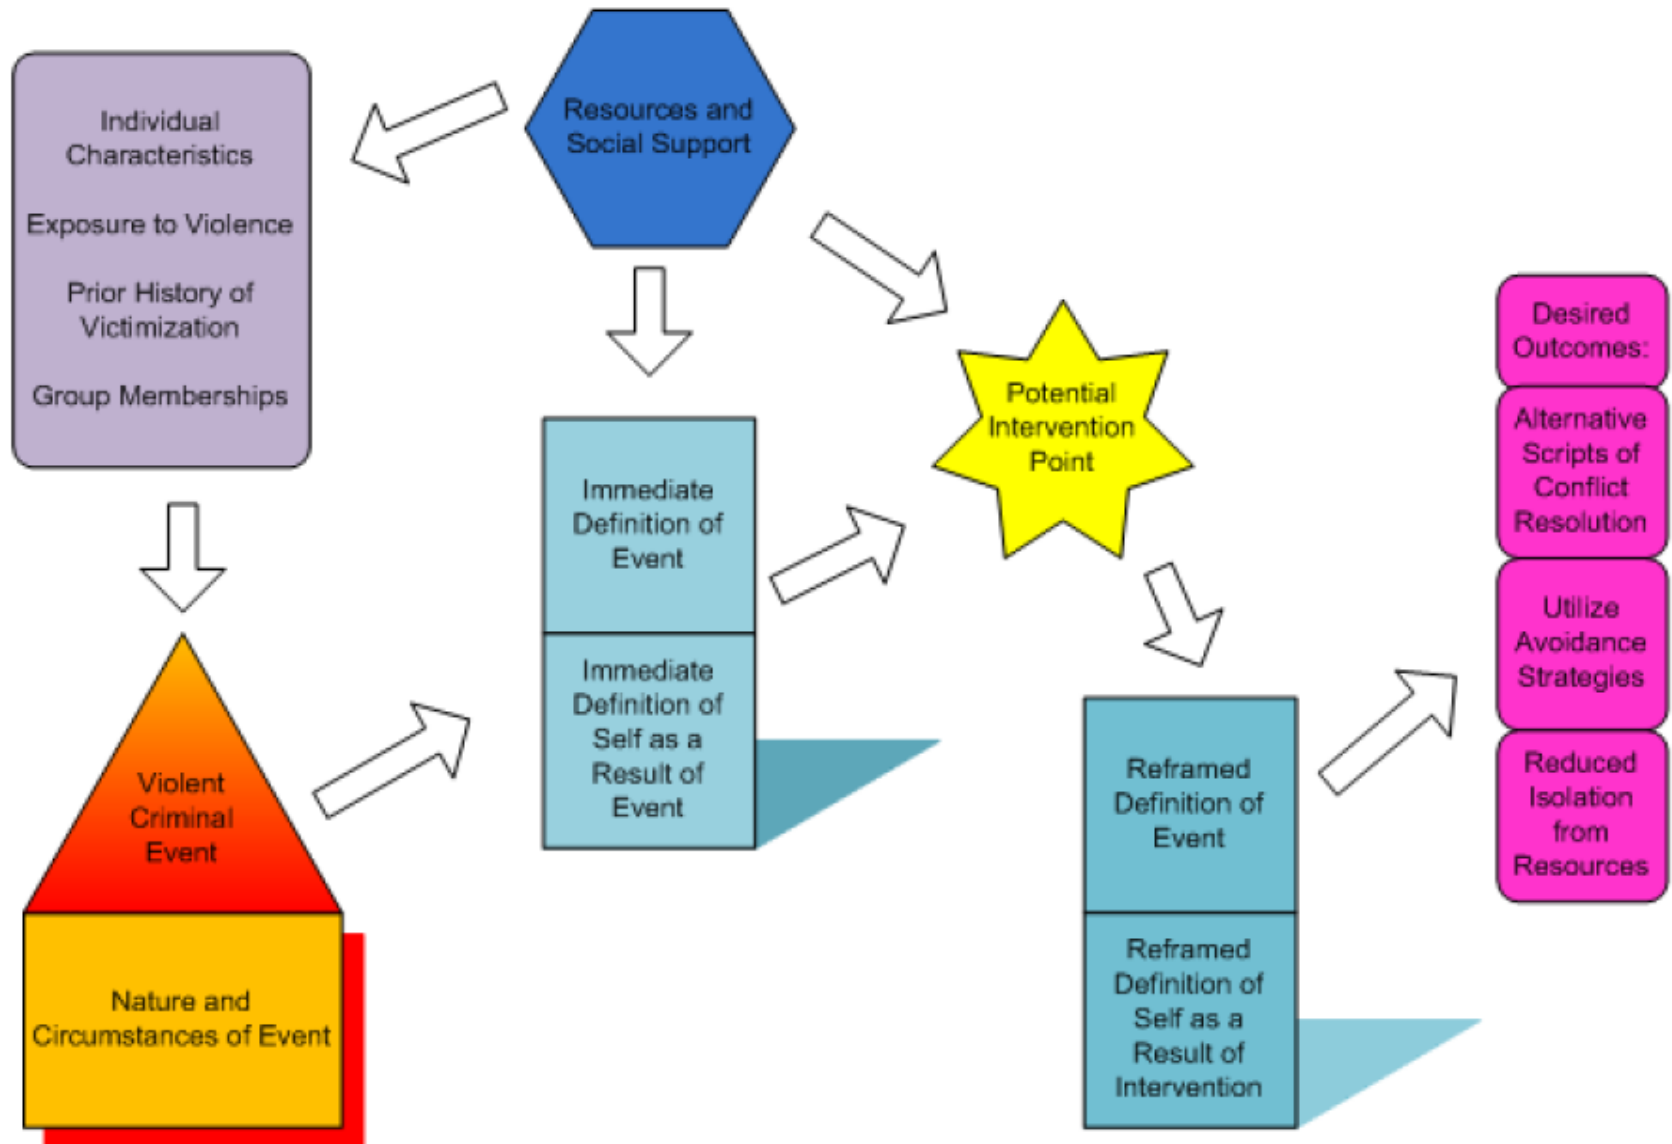 Individual
Characteristics
Exposure to Violence
Prior History of
Victimization
Group Memberships
Resources and
Social Support
Violent
Criminal
Event
Nature and
Circumstances of Event
Immediate
Definition of
Event
Immediate
Definition of
Self as a
Result of
Event
Potential
Intervention
Point
Reframed
Definition of
Event
Reframed
Definition of
Self as a
Result of
Intervention
Desired
Outcomes:
Alternative
Scripts of
Conflict
Resolution
Utilize
Avoidance
Strategies
Reduced
Isolation
from
Resources